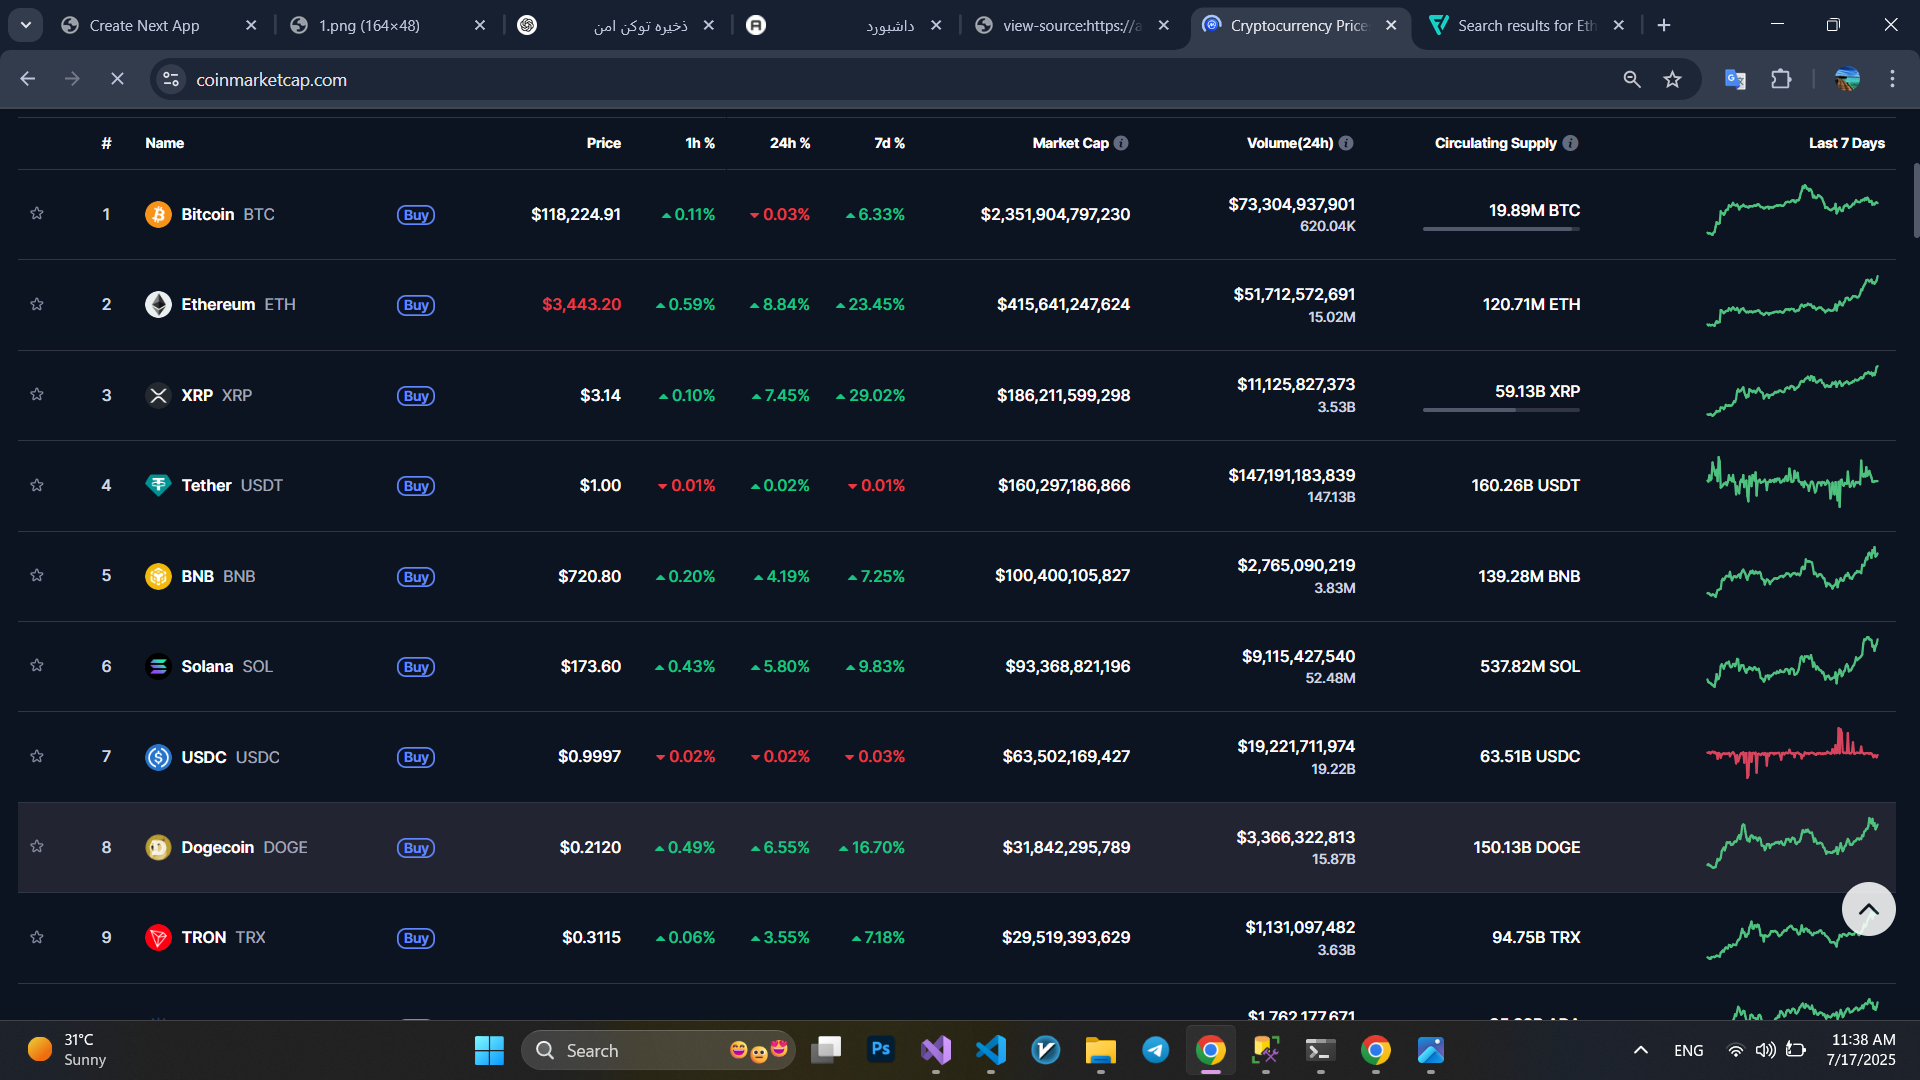 Create Next App
1.png (164×48)
ذخیره توکن امن
داشبورد
view-source:https://a
Cryptocurrency Price
Search results for Eth
coinmarketcap.com
# Name Price 1h % 24h % 7d % Market Cap Volume(24h) Circulating Supply Last 7 Days
1 Bitcoin BTC Buy $118,224.91 0.11% 0.03% 6.33% $2,351,904,797,230 $73,304,937,901 19.89M BTC
620.04K
2 Ethereum ETH Buy $3,443.20 0.59% 8.84% 23.45% $415,641,247,624 $51,712,572,691 120.71M ETH
15.02M
3 XRP XRP Buy $3.14 0.10% 7.45% 29.02% $186,211,599,298 $11,125,827,373 59.13B XRP
3.53B
4 Tether USDT Buy $1.00 0.01% 0.02% 0.01% $160,297,186,866 $147,191,183,839 160.26B USDT
147.13B
5 BNB BNB Buy $720.80 0.20% 4.19% 7.25% $100,400,105,827 $2,765,090,219 139.28M BNB
3.83M
6 Solana SOL Buy $173.60 0.43% 5.80% 9.83% $93,368,821,196 $9,115,427,540 537.82M SOL
52.48M
7 USDC USDC Buy $0.9997 0.02% 0.02% 0.03% $63,502,169,427 $19,221,711,974 63.51B USDC
19.22B
8 Dogecoin DOGE Buy $0.2120 0.49% 6.55% 16.70% $31,842,295,789 $3,366,322,813 150.13B DOGE
15.87B
9 TRON TRX Buy $0.3115 0.06% 3.55% 7.18% $29,519,393,629 $1,131,097,482 94.75B TRX
3.63B
$1,762,177,671
31°C
Sunny
Search
Ps
ENG
11:38 AM
7/17/2025